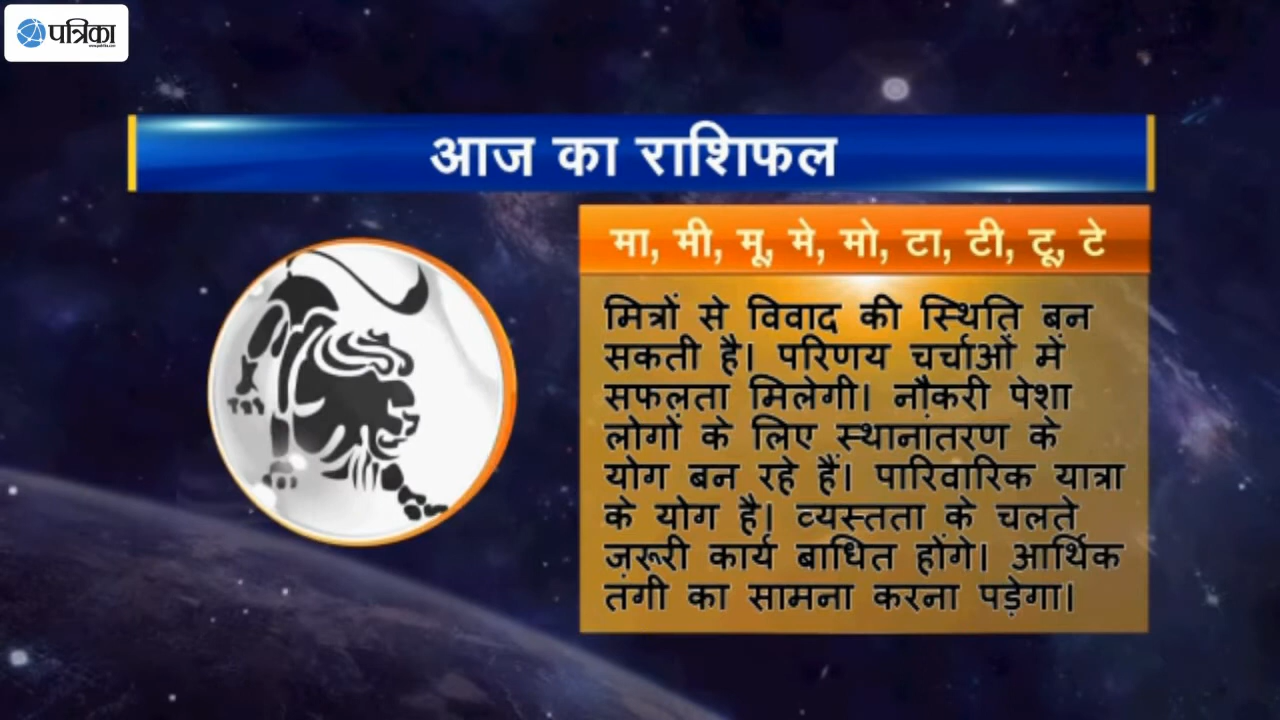 पत्रिका
आज का राशिफल
मा, मी, मू, मे, मो, टा, टी, टू, टे
मित्रों से विवाद की स्थिति बन
सकती है। परिणय चर्चाओं में
सफलता मिलेगी। नौकरी पेशा
लोगों के लिए स्थानांतरण के
योग बन रहे हैं। पारिवारिक यात्रा
के योग है। व्यस्तता के चलते
ज़रूरी कार्य बाधित होंगे। आर्थिक
तंगी का सामना करना पड़ेगा।